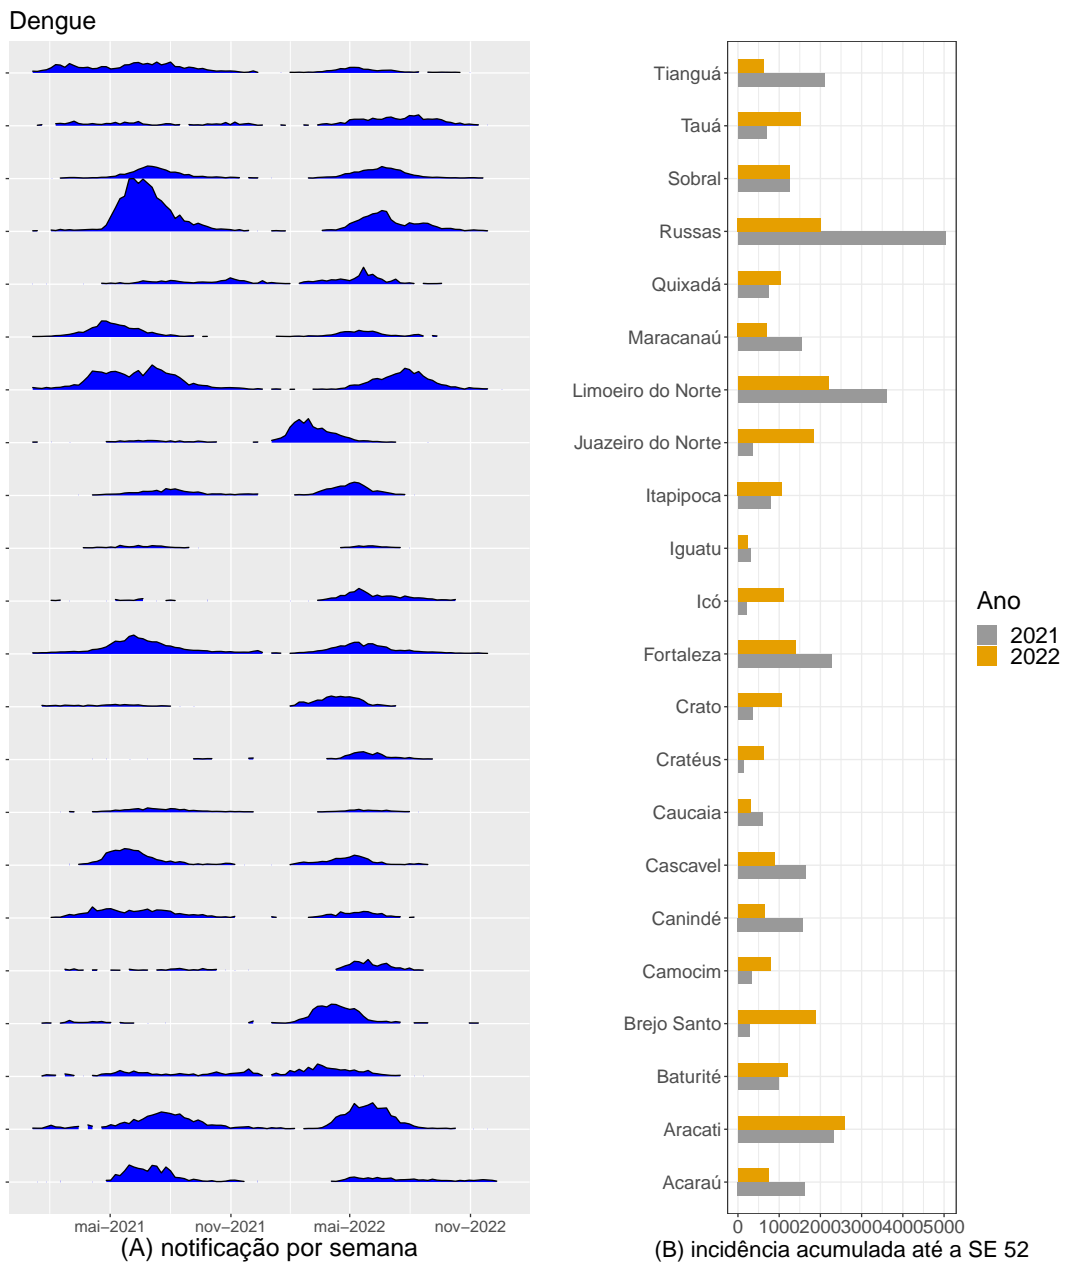 Dengue
Tianguá
Tauá
Sobral
Russas
Quixadá
Maracanaú
Limoeiro do Norte
Juazeiro do Norte
Itapipoca
Iguatu
Icó
Fortaleza
Crato
Cratéus
Caucaia
Cascavel
Canindé
Camocim
Brejo Santo
Baturité
Aracati
Acaraú
Ano
2021
2022
mai–2021 nov–2021 mai–2022 nov–2022
0 1000 2000 3000 4000 5000
(A) notificação por semana
(B) incidência acumulada até a SE 52